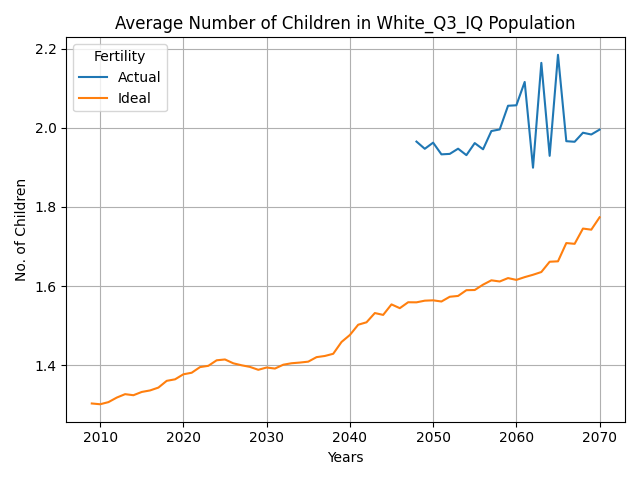 Average Number of Children in White_Q3_IQ Population
Fertility
Actual
Ideal
2.2
2.0
1.8
1.6
1.4
No. of Children
2010 2020 2030 2040 2050 2060 2070
Years